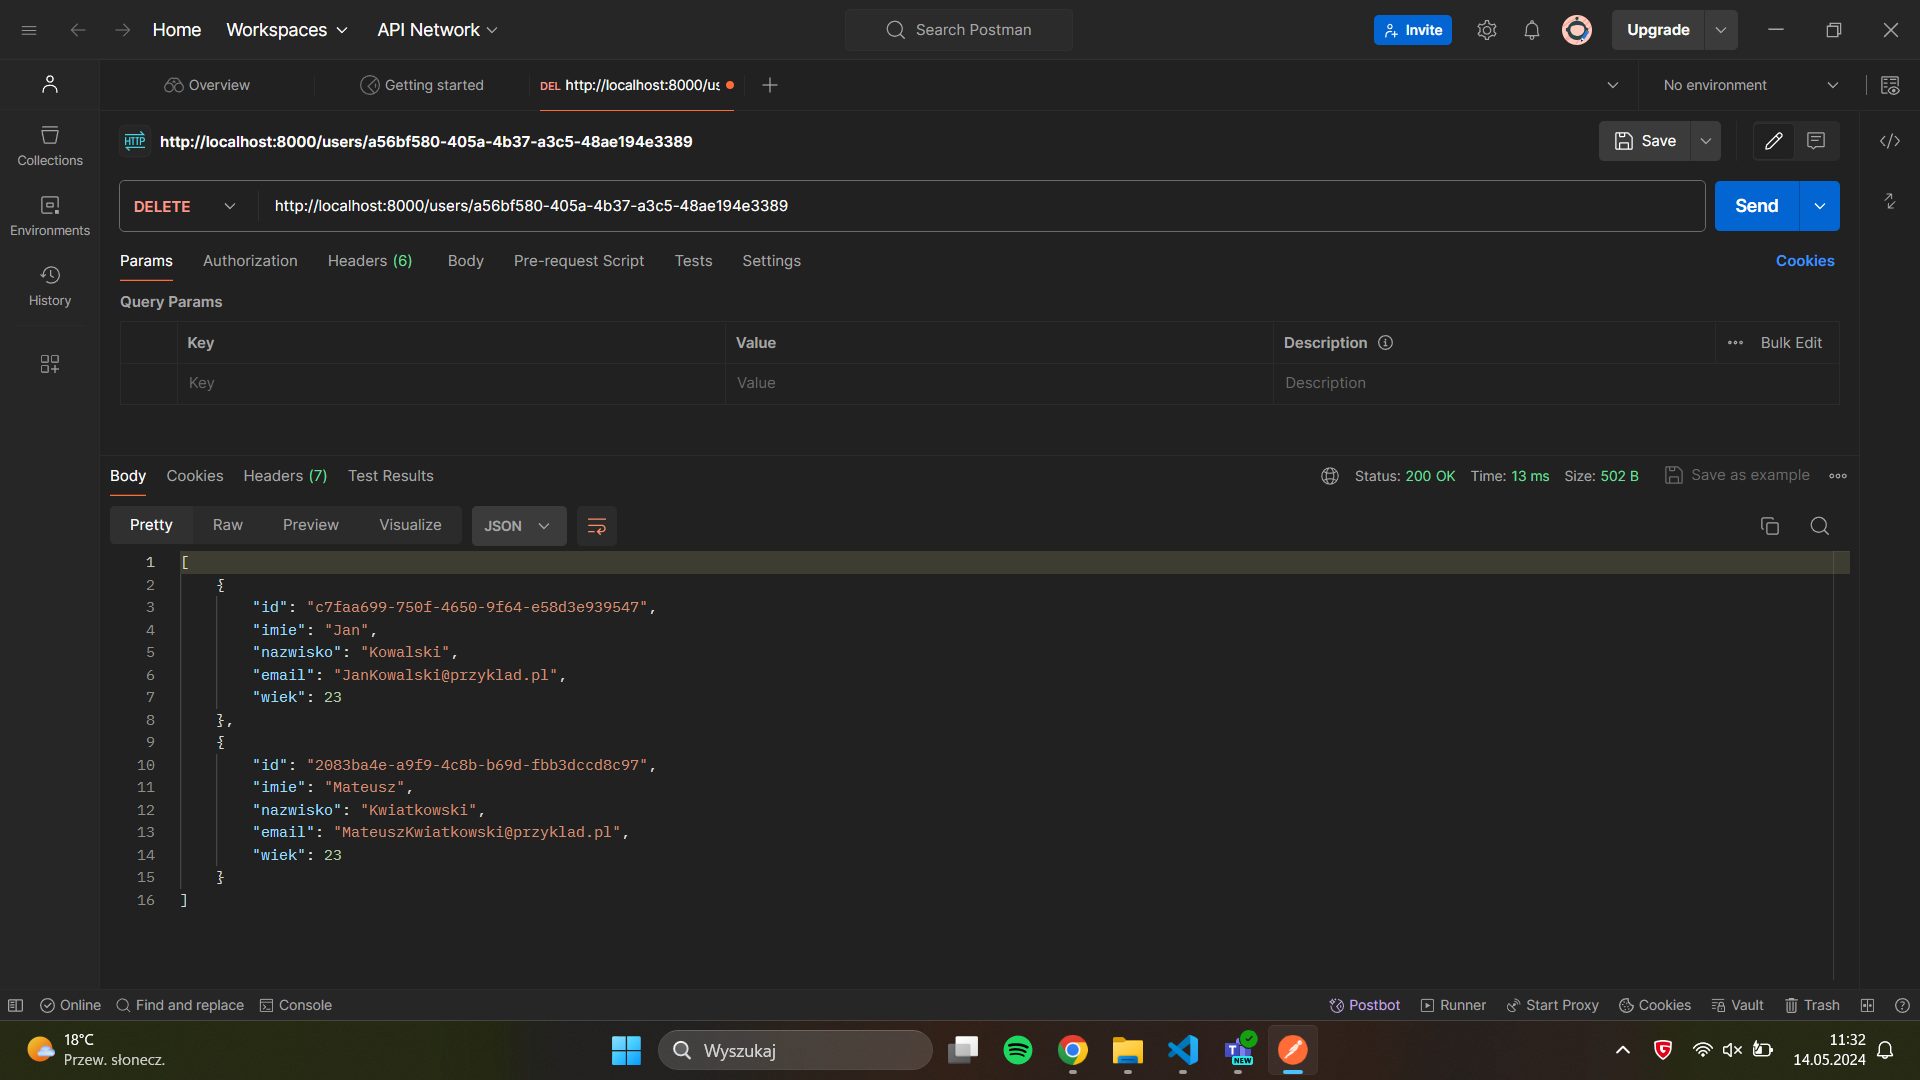 Home Workspaces API Network Search Postman Invite Upgrade
Overview Getting started DEL http://localhost:8000/us No environment
HTTP http://localhost:8000/users/a56bf580-405a-4b37-a3c5-48ae194e3389 Save
Collections
DELETE http://localhost:8000/users/a56bf580-405a-4b37-a3c5-48ae194e3389 Send
Environments
Params Authorization Headers (6) Body Pre-request Script Tests Settings Cookies
History
Query Params
Key Value Description Bulk Edit
Key Value Description
Body Cookies Headers (7) Test Results Status: 200 OK Time: 13 ms Size: 502 B Save as example
Pretty Raw Preview Visualize JSON
1 [
2 {
3 "id": "c7faa699-750f-4650-9f64-e58d3e939547",
4 "imie": "Jan",
5 "nazwisko": "Kowalski",
6 "email": "JanKowalski@przyklad.pl",
7 "wiek": 23
8 },
9 {
10 "id": "2083ba4e-a9f9-4c8b-b69d-fbb3dccd8c97",
11 "imie": "Mateusz",
12 "nazwisko": "Kwiatkowski",
13 "email": "MateuszKwiatkowski@przyklad.pl",
14 "wiek": 23
15 }
16 ]
Online Find and replace Console Postbot Runner Start Proxy Cookies Vault Trash
18°C
Przew. słonecz.
Wyszukaj
NEW
11:32
14.05.2024